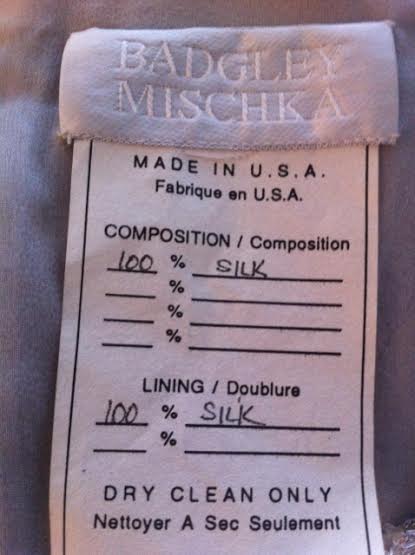 BADGLEY
MISCHKA
MADE IN U.S.A.
Fabrique en U.S.A.
COMPOSITION / Composition
100 % SILK
%
%
%
LINING / Doublure
100 % SILK
%
DRY CLEAN ONLY
Nettoyer A Sec Seulement